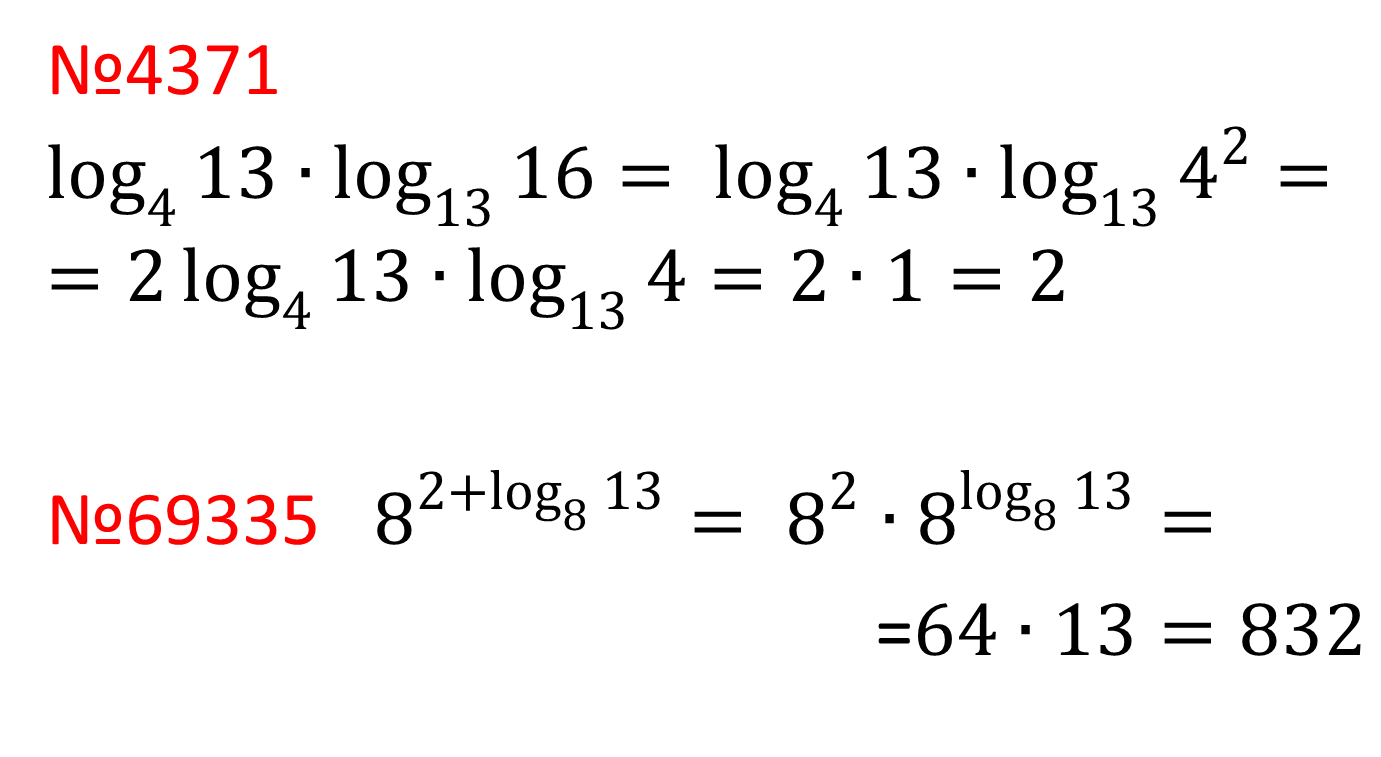 №4371
log₄ 13 · log₁₃ 16 = log₄ 13 · log₁₃ 4² =
= 2 log₄ 13 · log₁₃ 4 = 2 · 1 = 2
№69335 8^(2+log₈ 13) = 8² · 8^(log₈ 13) =
=64 · 13 = 832